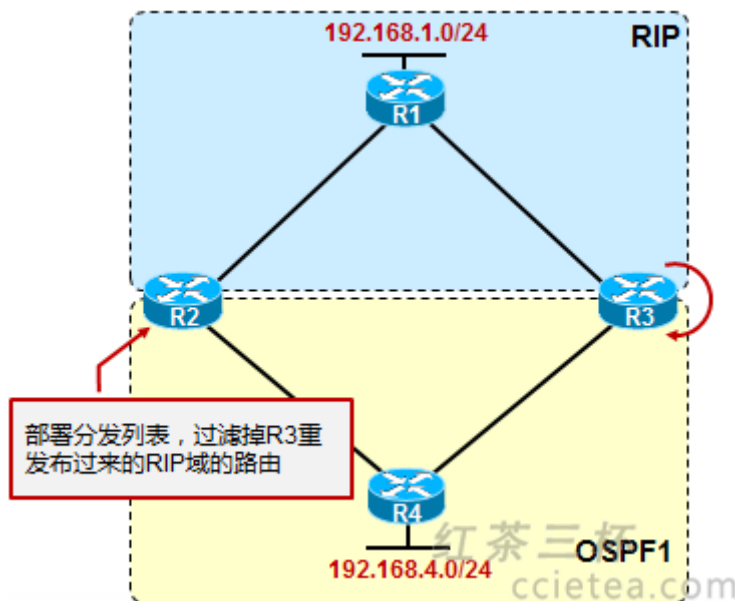 192.168.1.0/24
RIP
R1
R2
R3
部署分发列表，过滤掉R3重
发布过来的RIP域的路由
R4
红茶三杯
OSPF1
192.168.4.0/24
ccietea.com